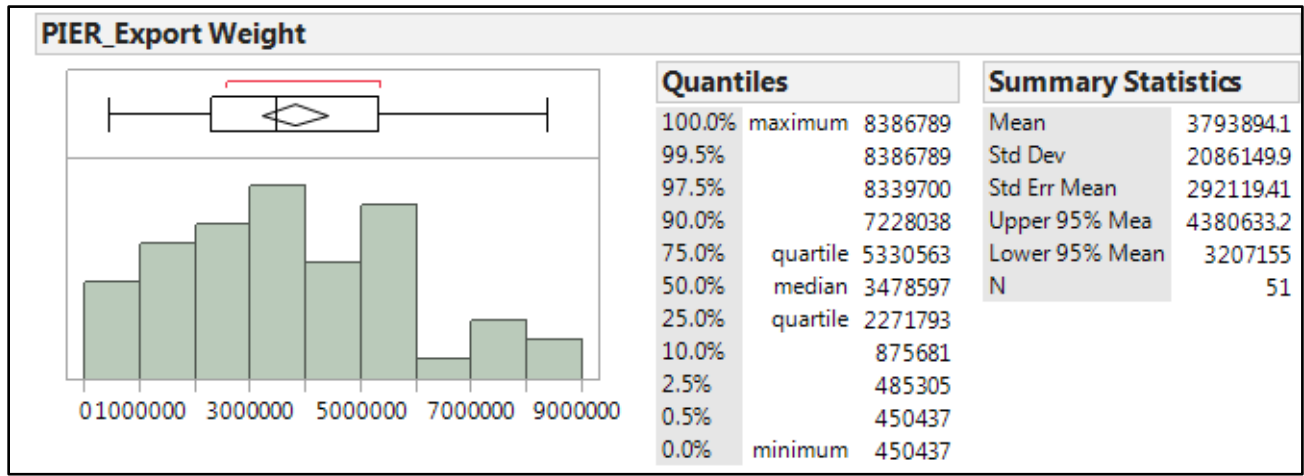 PIER_Export Weight
Quantiles
100.0% maximum 8386789
99.5% 8386789
97.5% 8339700
90.0% 7228038
75.0% quartile 5330563
50.0% median 3478597
25.0% quartile 2271793
10.0% 875681
2.5% 485305
0.5% 450437
0.0% minimum 450437
Summary Statistics
Mean 3793894.1
Std Dev 2086149.9
Std Err Mean 292119.41
Upper 95% Mea 4380633.2
Lower 95% Mean 3207155
N 51
0 1000000 3000000 5000000 7000000 9000000